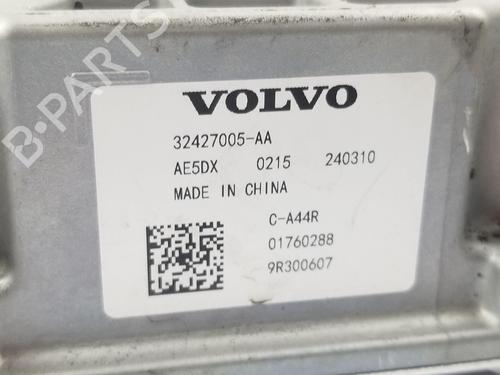 B-PARTS
VOLVO
32427005-AA
AE5DX 0215 240310
MADE IN CHINA
C-A44R
01760288
9R300607